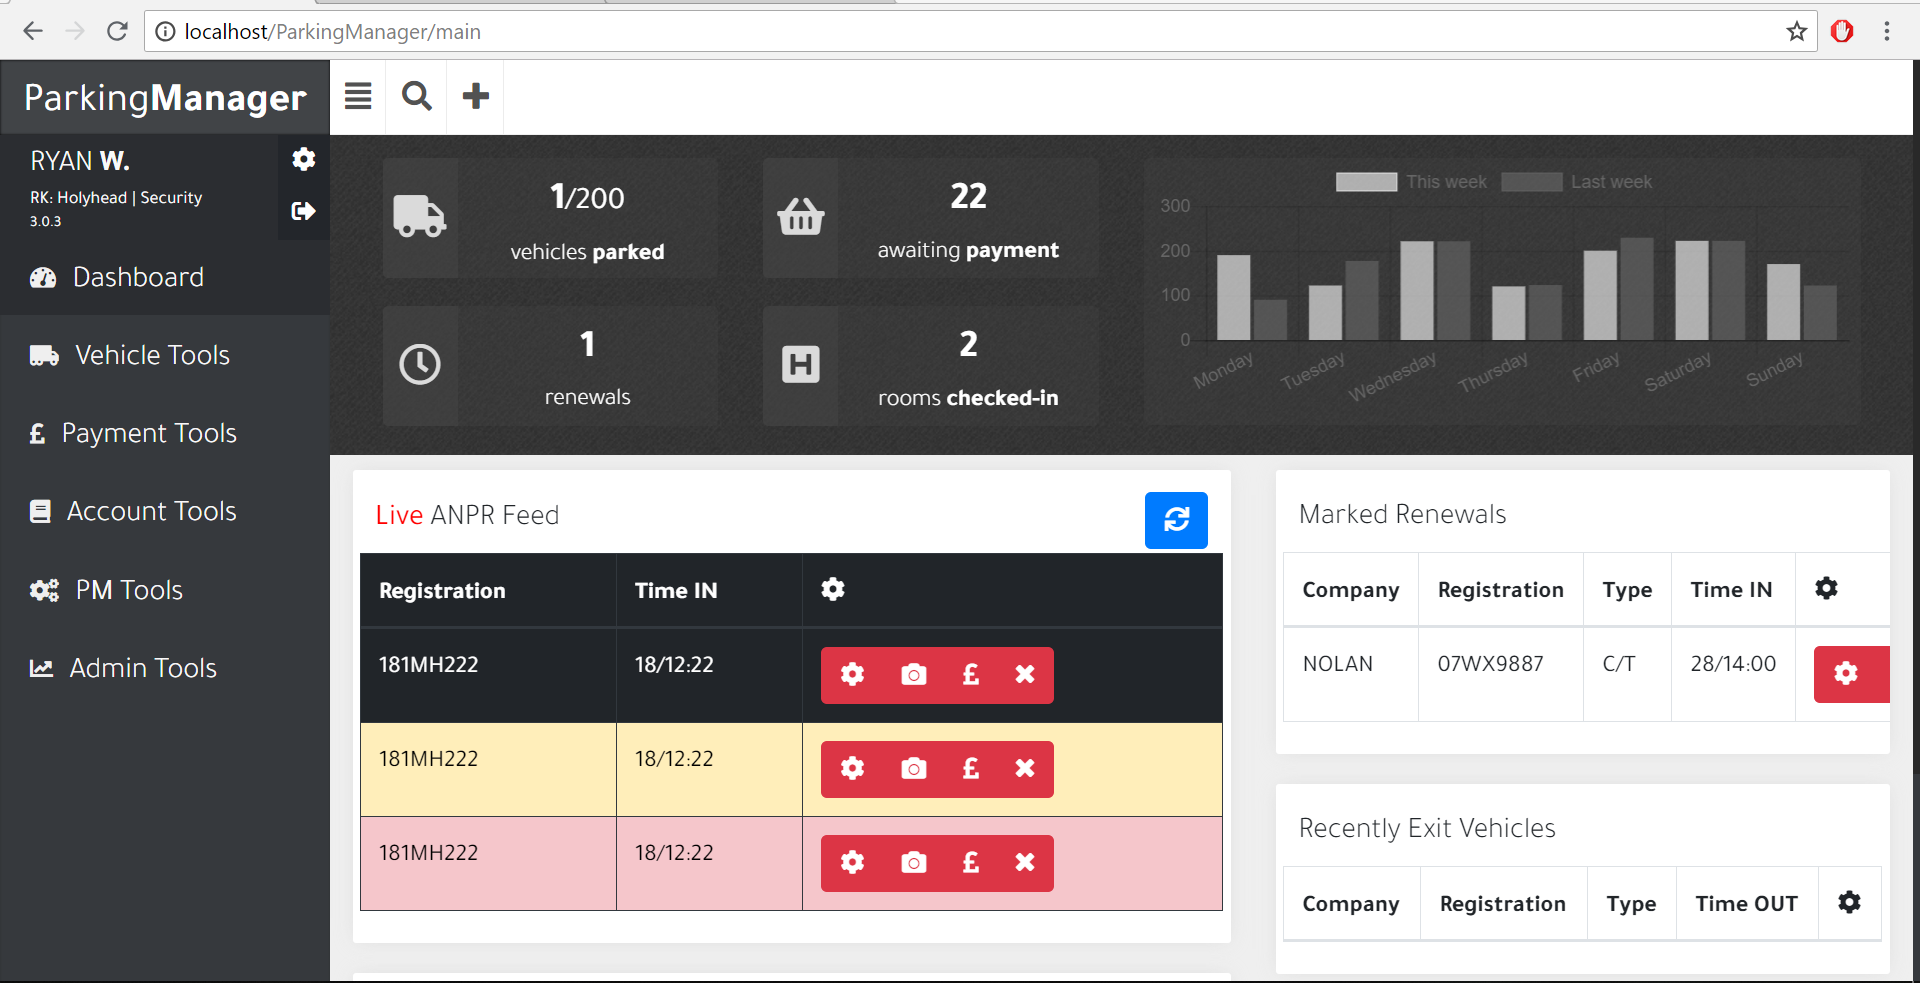 localhost/ParkingManager/main
ParkingManager
RYAN W.
RK: Holyhead | Security
3.0.3
Dashboard
Vehicle Tools
Payment Tools
Account Tools
PM Tools
Admin Tools
1/200
vehicles parked
22
awaiting payment
1
renewals
2
rooms checked-in
This week Last week
300
200
100
0
Monday Tuesday Wednesday Thursday Friday Saturday Sunday
Live ANPR Feed
Registration Time IN
181MH222 18/12:22 £
181MH222 18/12:22 £
181MH222 18/12:22 £
Marked Renewals
Company Registration Type Time IN
NOLAN 07WX9887 C/T 28/14:00
Recently Exit Vehicles
Company Registration Type Time OUT